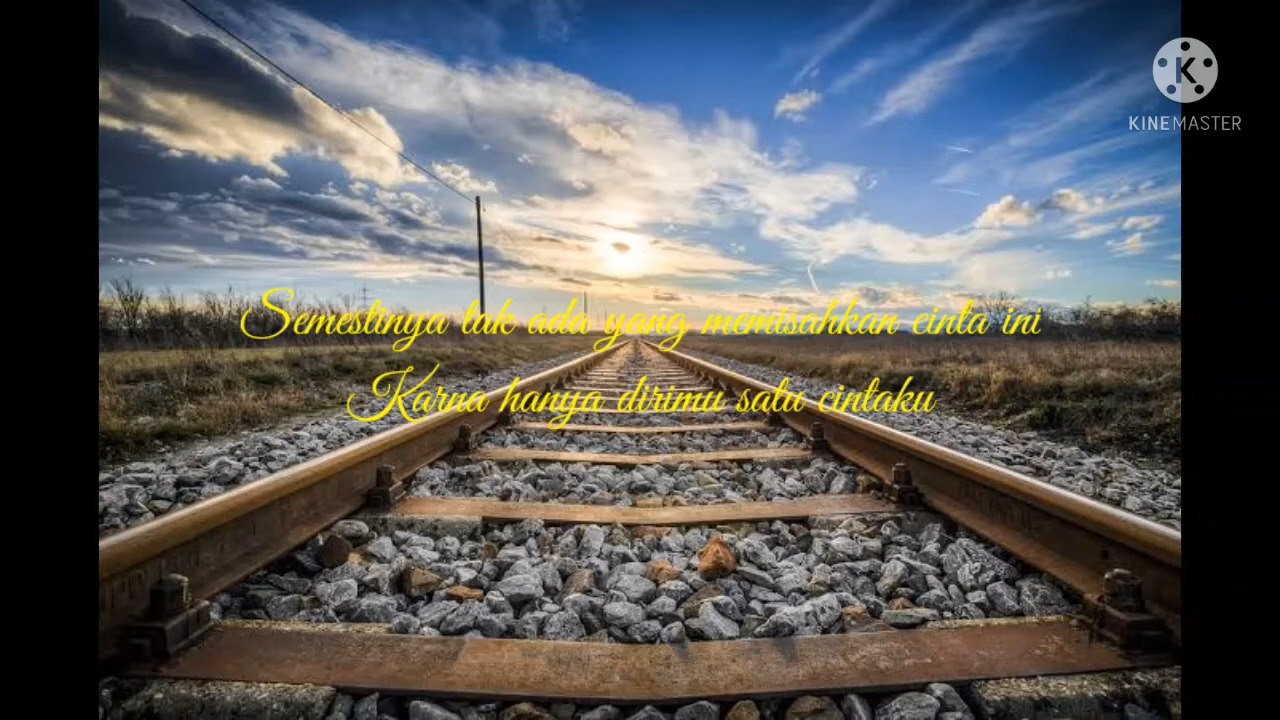 KINEMASTER
Semestinya tak ada yang memisahkan cinta ini
Karna hanya dirimu satu cintaku